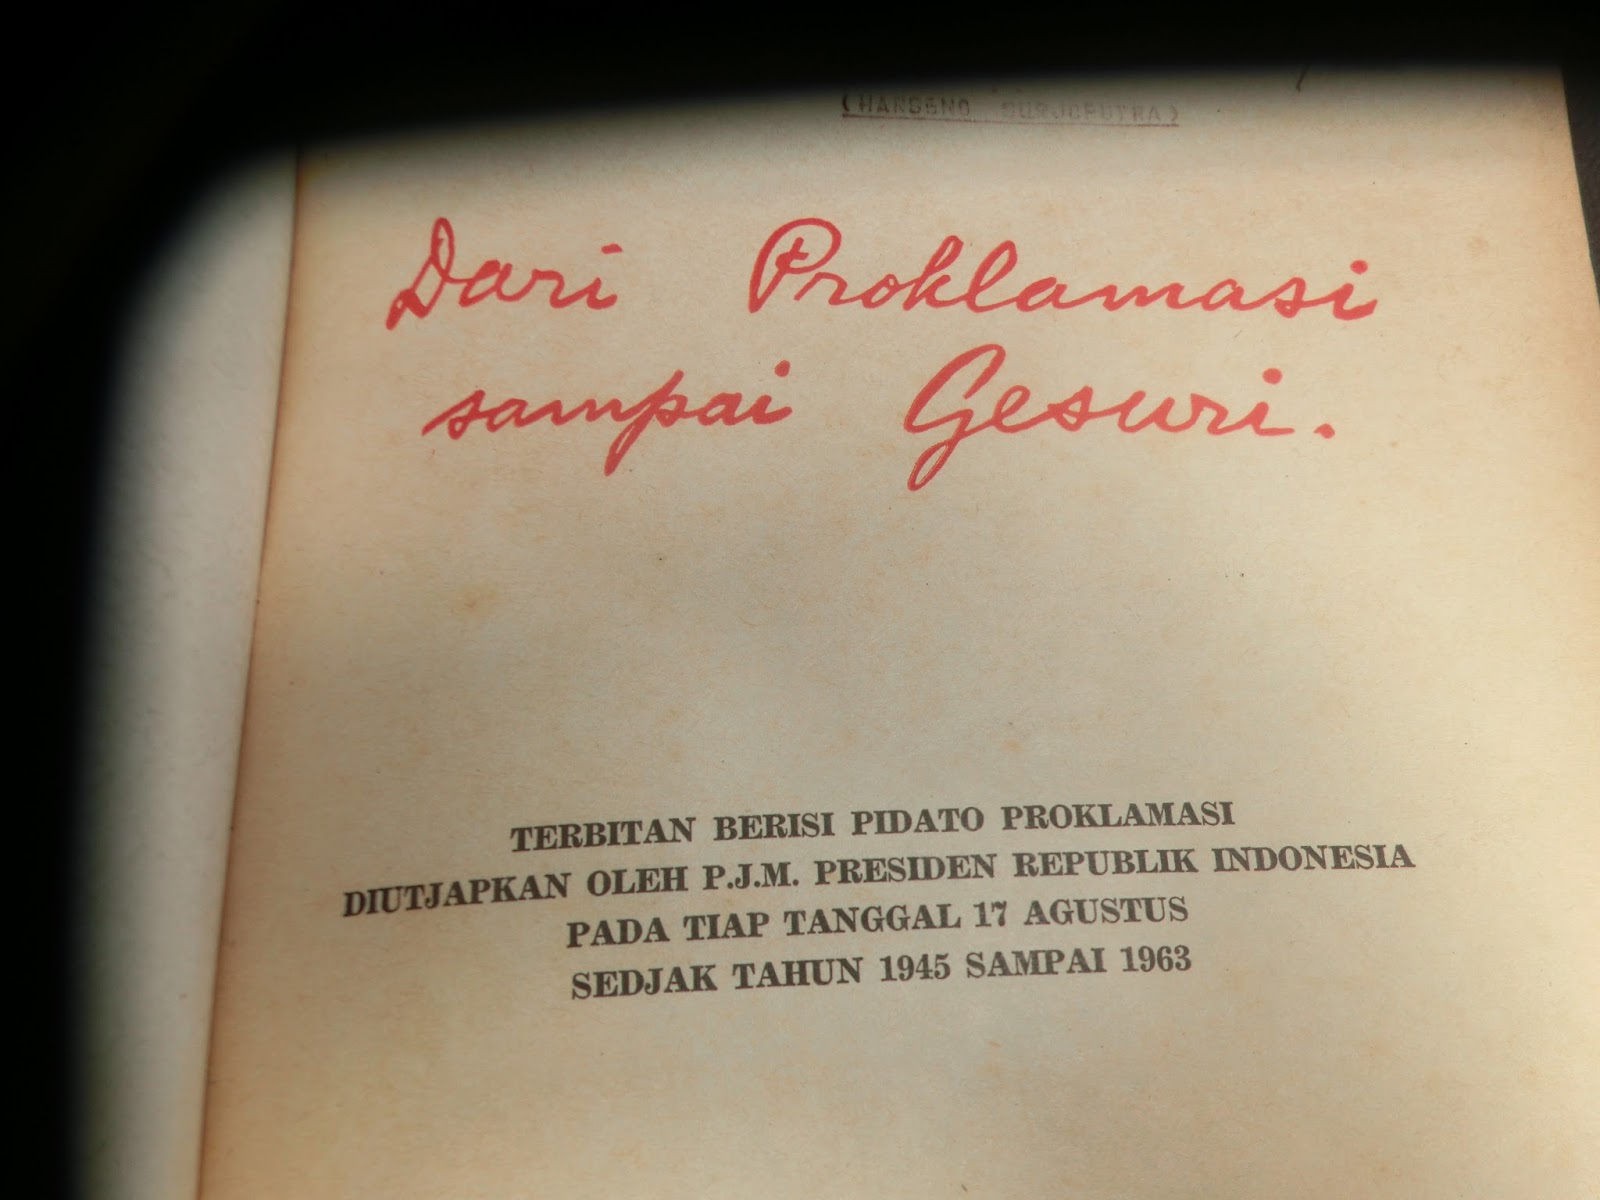 Dari Proklamasi
sampai Gesuri.
TERBITAN BERISI PIDATO PROKLAMASI
DIUTJAPKAN OLEH P.J.M. PRESIDEN REPUBLIK INDONESIA
PADA TIAP TANGGAL 17 AGUSTUS
SEDJAK TAHUN 1945 SAMPAI 1963